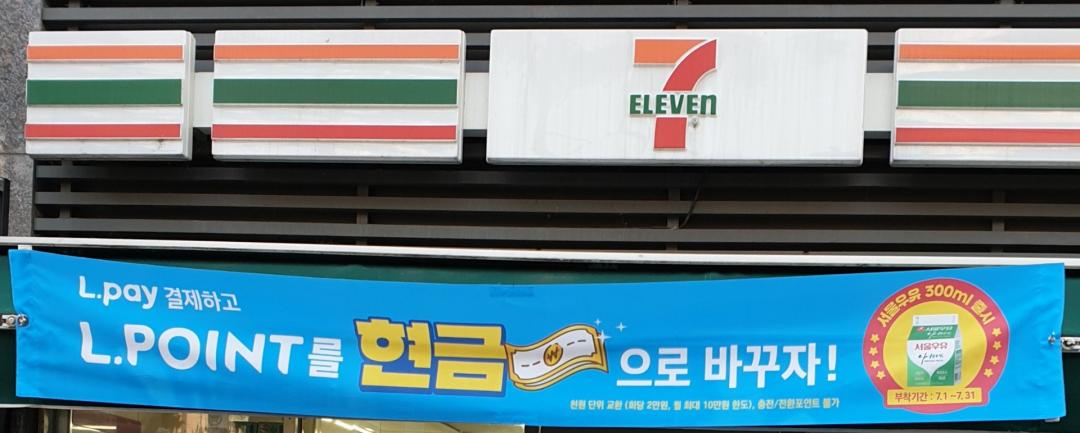 7
ELEVEn
L.pay 결제하고
L.POINT를 현금으로 바꾸자!
천원 단위 교환 (회당 2만원, 월 최대 10만원 한도), 충전/전환포인트 불가
서울우유 300ml 출시
서울우유
부착기간 : 7.1 ~7.31